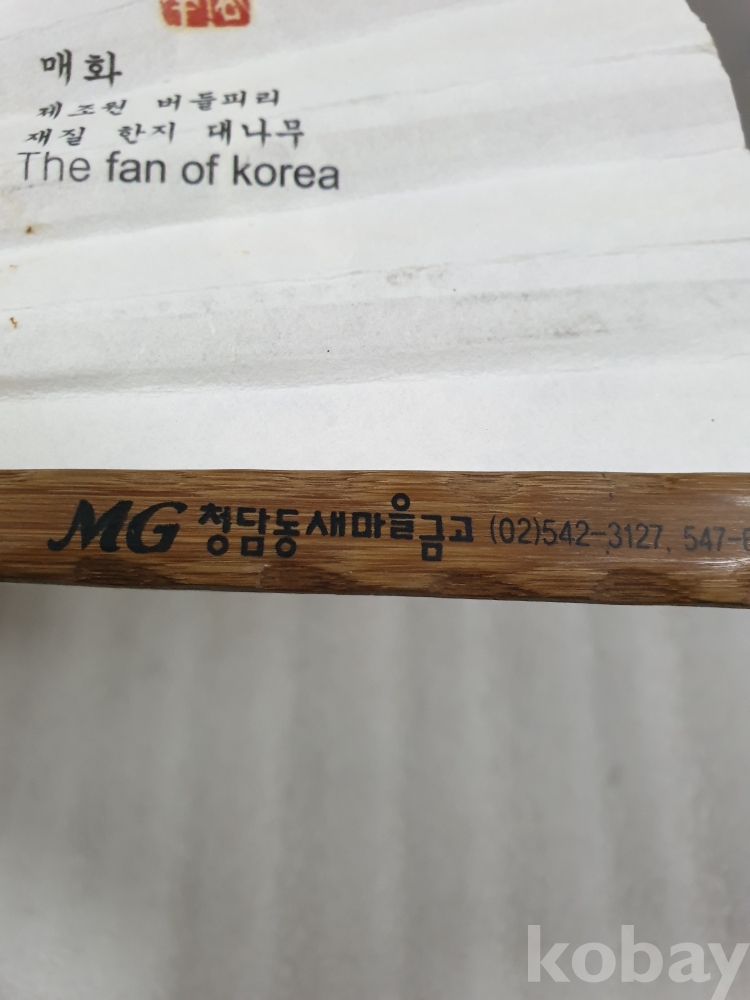 매화
제조원 버들피리
재질 한지 대나무
The fan of korea
MG 청담동새마을금고 (02)542-3127, 547-
kobay